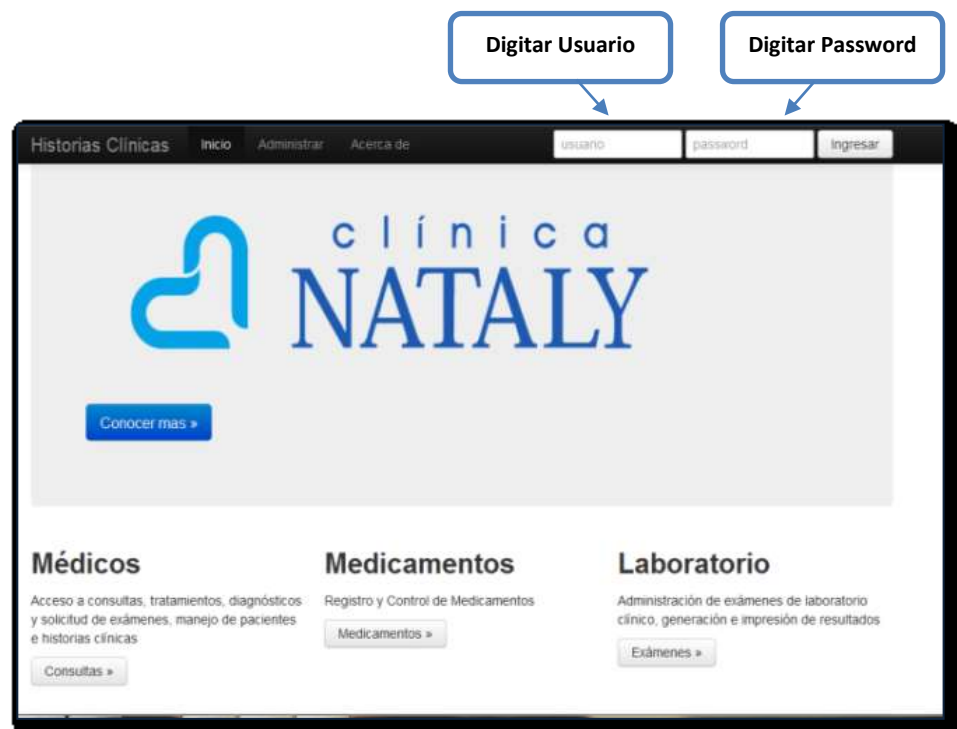 Digitar Usuario
Digitar Password
Historias Clínicas Inicio Administrar Acerca de usuario password Ingresar
clínica
NATALY
Conocer mas »
Médicos
Acceso a consultas, tratamientos, diagnósticos
y solicitud de exámenes, manejo de pacientes
e historias clínicas
Consultas »
Medicamentos
Registro y Control de Medicamentos
Medicamentos »
Laboratorio
Administración de exámenes de laboratorio
clínico, generación e impresión de resultados
Exámenes »